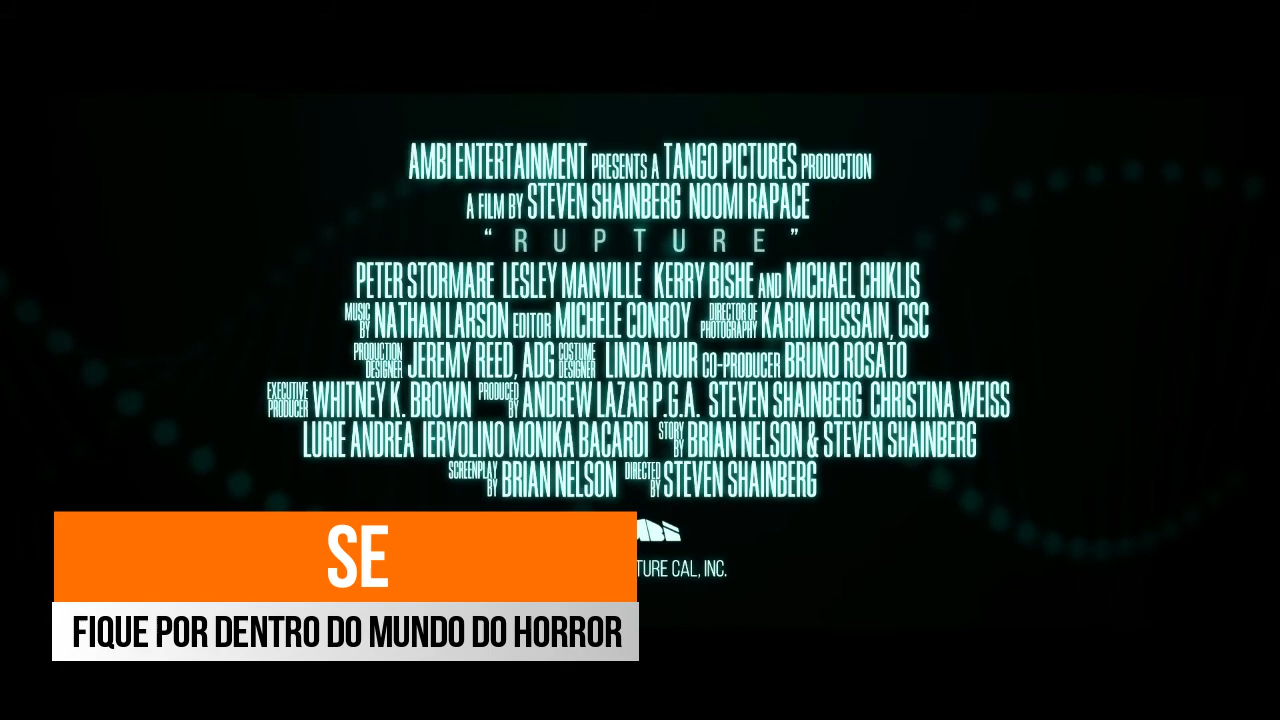 AMBI ENTERTAINMENT PRESENTS A TANGO PICTURES PRODUCTION
A FILM BY STEVEN SHAINBERG NOOMI RAPACE
“RUPTURE”
PETER STORMARE LESLEY MANVILLE KERRY BISHE AND MICHAEL CHIKLIS
MUSIC BY NATHAN LARSON EDITOR MICHELE CONROY DIRECTOR OF PHOTOGRAPHY KARIM HUSSAIN, CSC
PRODUCTION DESIGNER JEREMY REED, ADG COSTUME DESIGNER LINDA MUIR CO-PRODUCER BRUNO ROSATO
EXECUTIVE PRODUCER WHITNEY K. BROWN PRODUCED BY ANDREW LAZAR P.G.A. STEVEN SHAINBERG CHRISTINA WEISS
LURIE ANDREA IERVOLINO MONIKA BACARDI STORY BY BRIAN NELSON & STEVEN SHAINBERG
SCREENPLAY BY BRIAN NELSON DIRECTED BY STEVEN SHAINBERG
CAL, INC.
SE
FIQUE POR DENTRO DO MUNDO DO HORROR